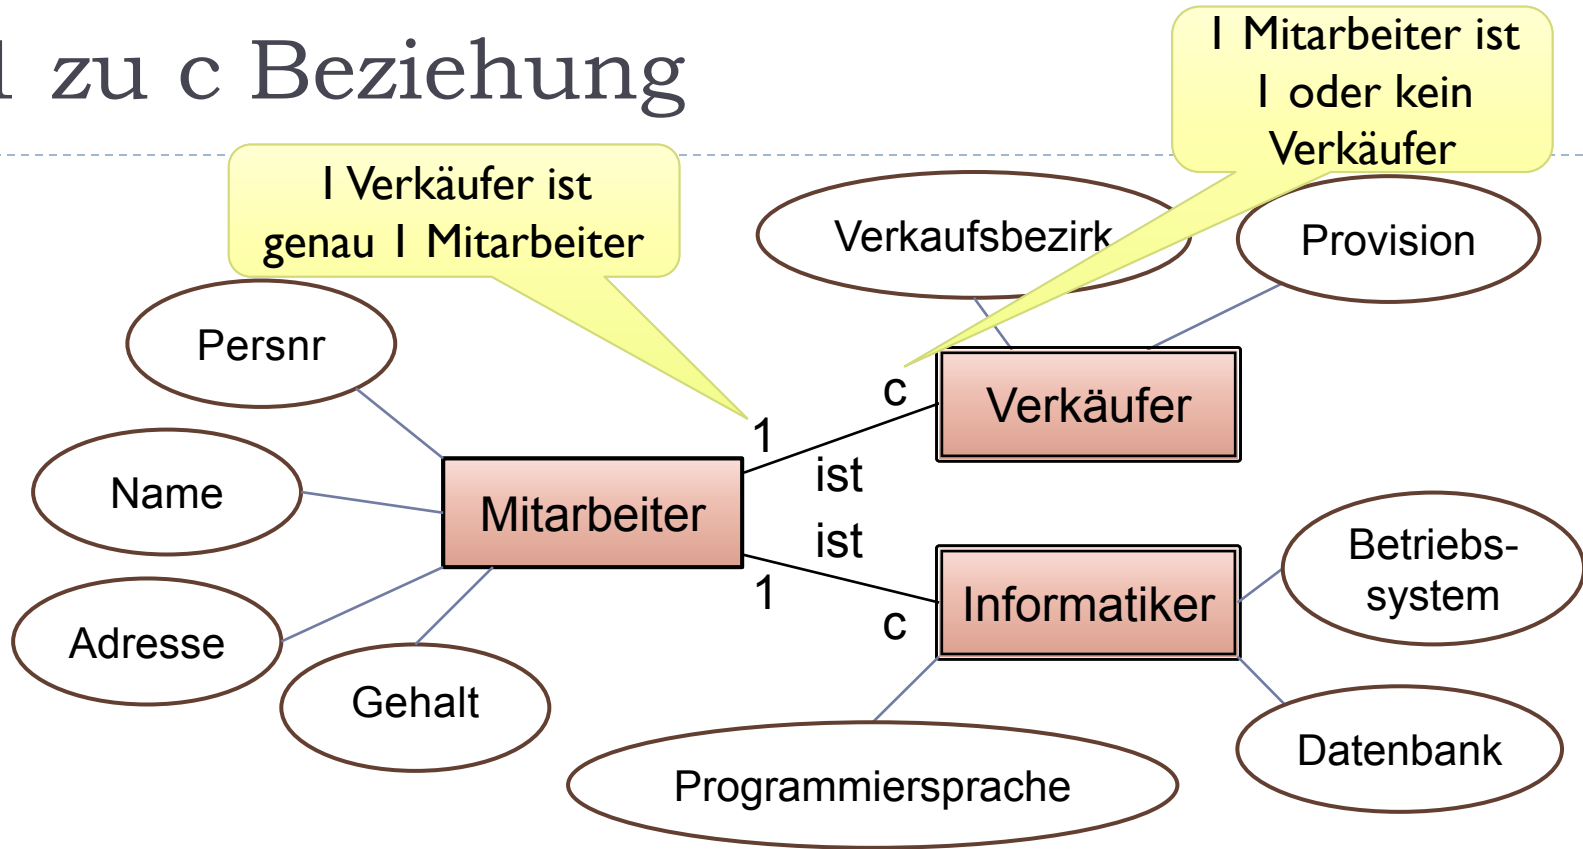 1 zu c Beziehung
1 Mitarbeiter ist
1 oder kein
Verkäufer
1 Verkäufer ist
genau 1 Mitarbeiter
Verkaufsbezirk
Provision
Persnr
c
Verkäufer
1
ist
Name
Mitarbeiter
ist
Betriebs-
system
1
Informatiker
c
Adresse
Gehalt
Datenbank
Programmiersprache